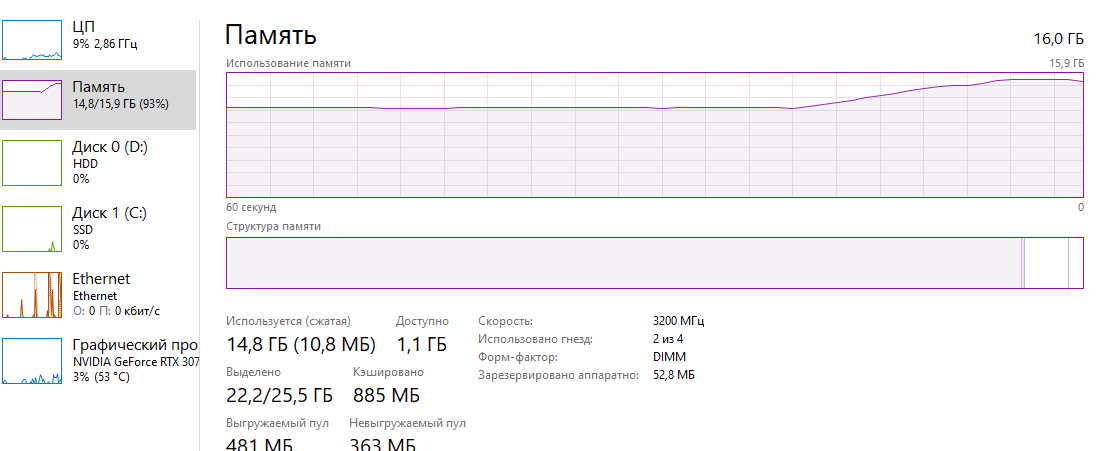 ЦП
9% 2,86 ГГц
Память
14,8/15,9 ГБ (93%)
Диск 0 (D:)
HDD
0%
Диск 1 (C:)
SSD
0%
Ethernet
Ethernet
О: 0 П: 0 кбит/с
Графический про
NVIDIA GeForce RTX 307
3% (53 °C)
Память
16,0 ГБ
Использование памяти
15,9 ГБ
60 секунд
0
Структура памяти
Используется (сжатая)
Доступно
14,8 ГБ (10,8 МБ)
1,1 ГБ
Выделено
Кэшировано
22,2/25,5 ГБ
885 МБ
Выгружаемый пул
Невыгружаемый пул
481 МБ
363 МБ
Скорость:
3200 МГц
Использовано гнезд:
2 из 4
Форм-фактор:
DIMM
Зарезервировано аппаратно:
52,8 МБ